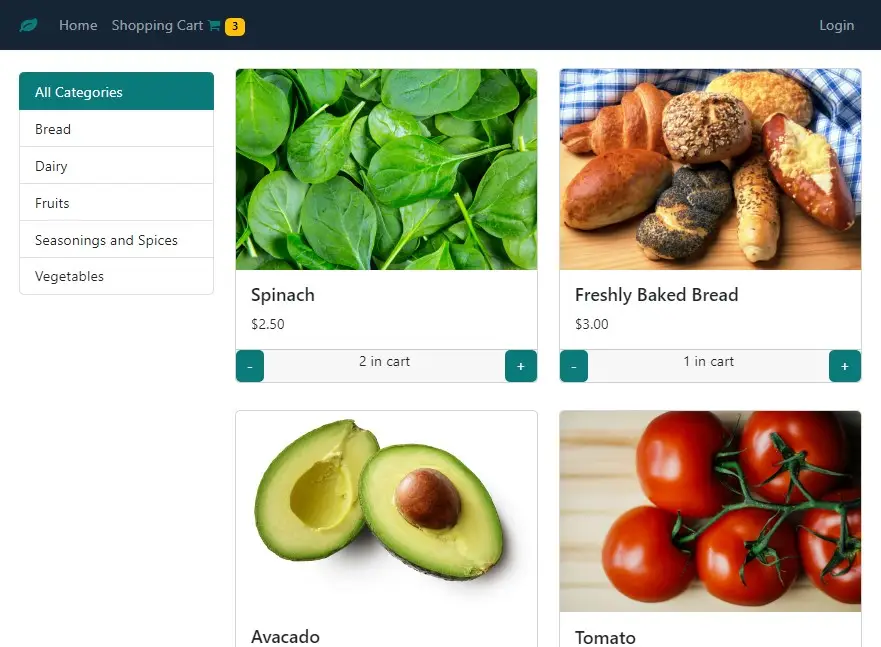 Home
Shopping Cart 3
Login
All Categories
Bread
Dairy
Fruits
Seasonings and Spices
Vegetables
Spinach
$2.50
- 2 in cart +
Freshly Baked Bread
$3.00
- 1 in cart +
Avacado
Tomato